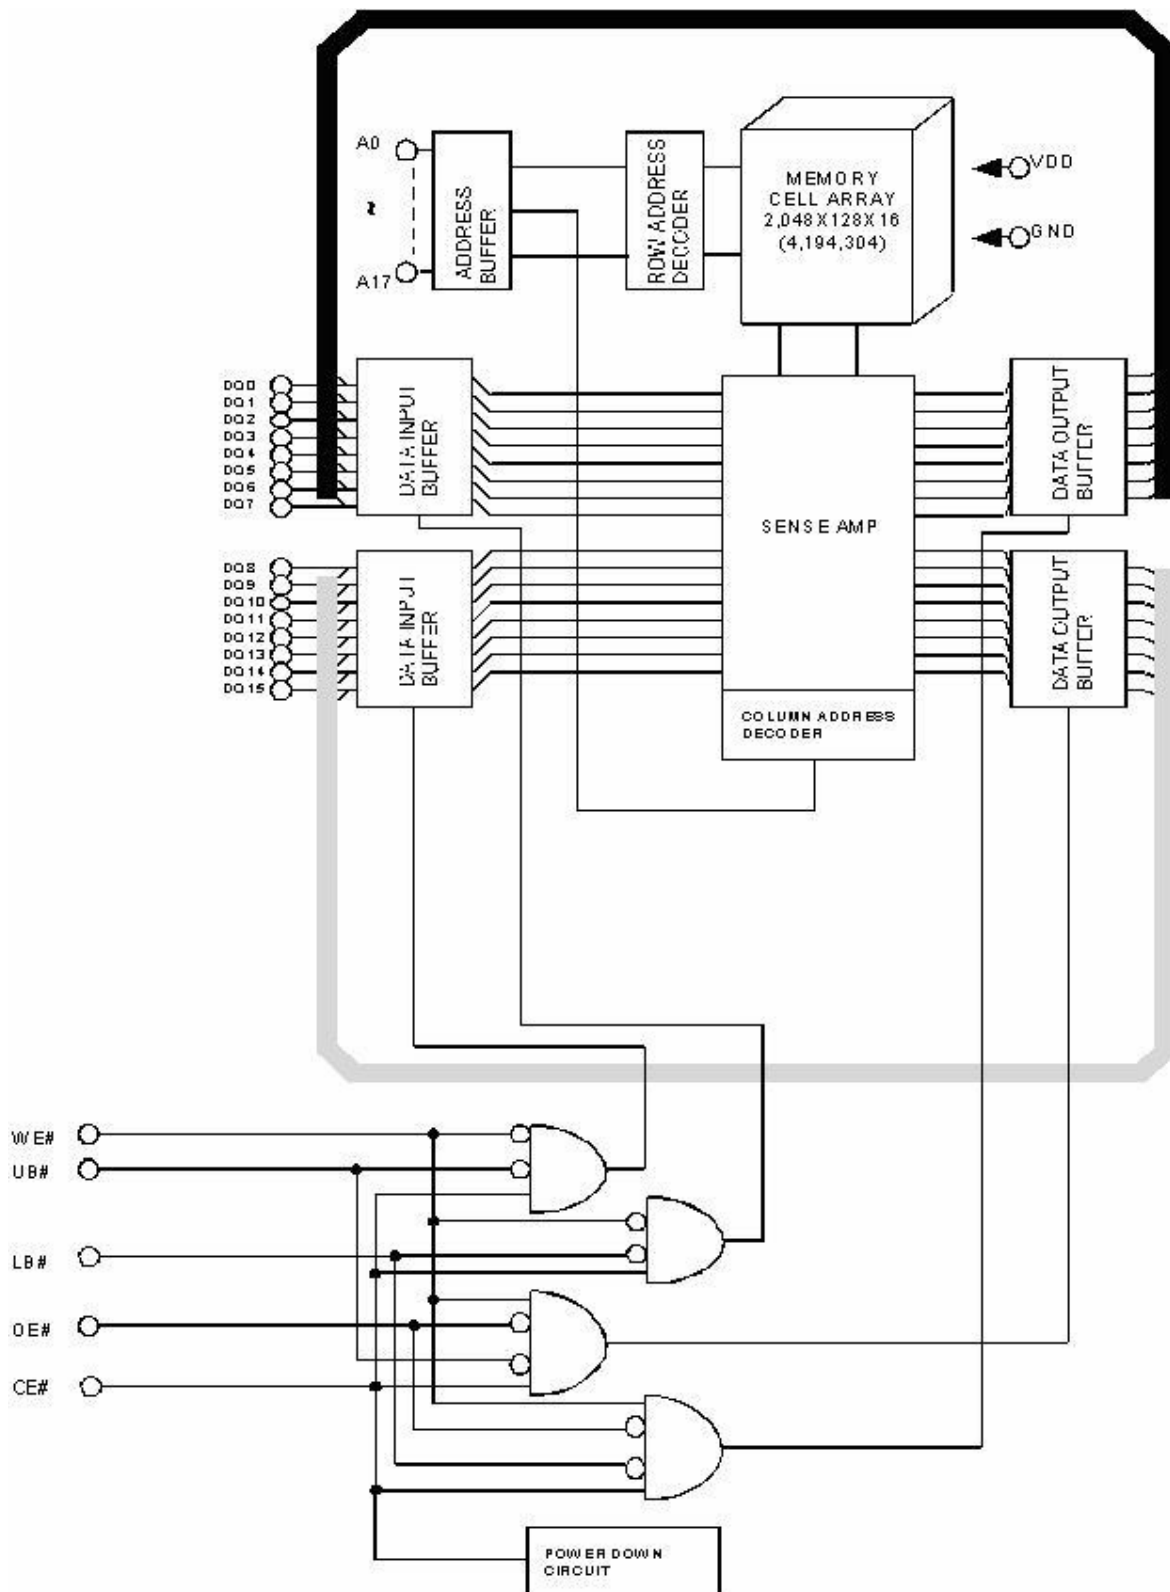 A0
~
A17
ADDRESS
BUFFER
ROW ADDRESS
DECODER
MEMORY
CELL ARRAY
2,048X128X16
(4,194,304)
VDD
GND
DQ0
DQ1
DQ2
DQ3
DQ4
DQ5
DQ6
DQ7
DATA INPUT
BUFFER
SENSE AMP
DATA OUTPUT
BUFFER
DQ8
DQ9
DQ10
DQ11
DQ12
DQ13
DQ14
DQ15
DATA INPUT
BUFFER
DATA OUTPUT
BUFFER
COLUMN ADDRESS
DECODER
WE#
UB#
LB#
OE#
CE#
POWER DOWN
CIRCUIT